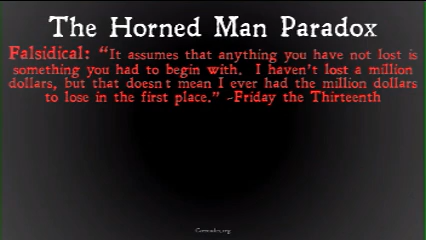 The Horned Man Paradox
Falsidical: "It assumes that anything you have not lost is
something you had to begin with. I haven't lost a million
dollars, but that doesn't mean I ever had the million dollars
to lose in the first place." -Friday the Thirteenth